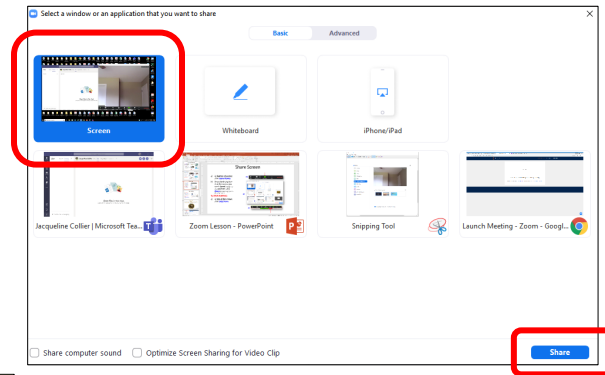 Select a window or an application that you want to share
Basic Advanced
Screen
Whiteboard
iPhone/iPad
Share Screen
Jacqueline Collier | Microsoft Tea...
Zoom Lesson - PowerPoint
Snipping Tool
Launch Meeting - Zoom - Googl...
Share computer sound
Optimize Screen Sharing for Video Clip
Share